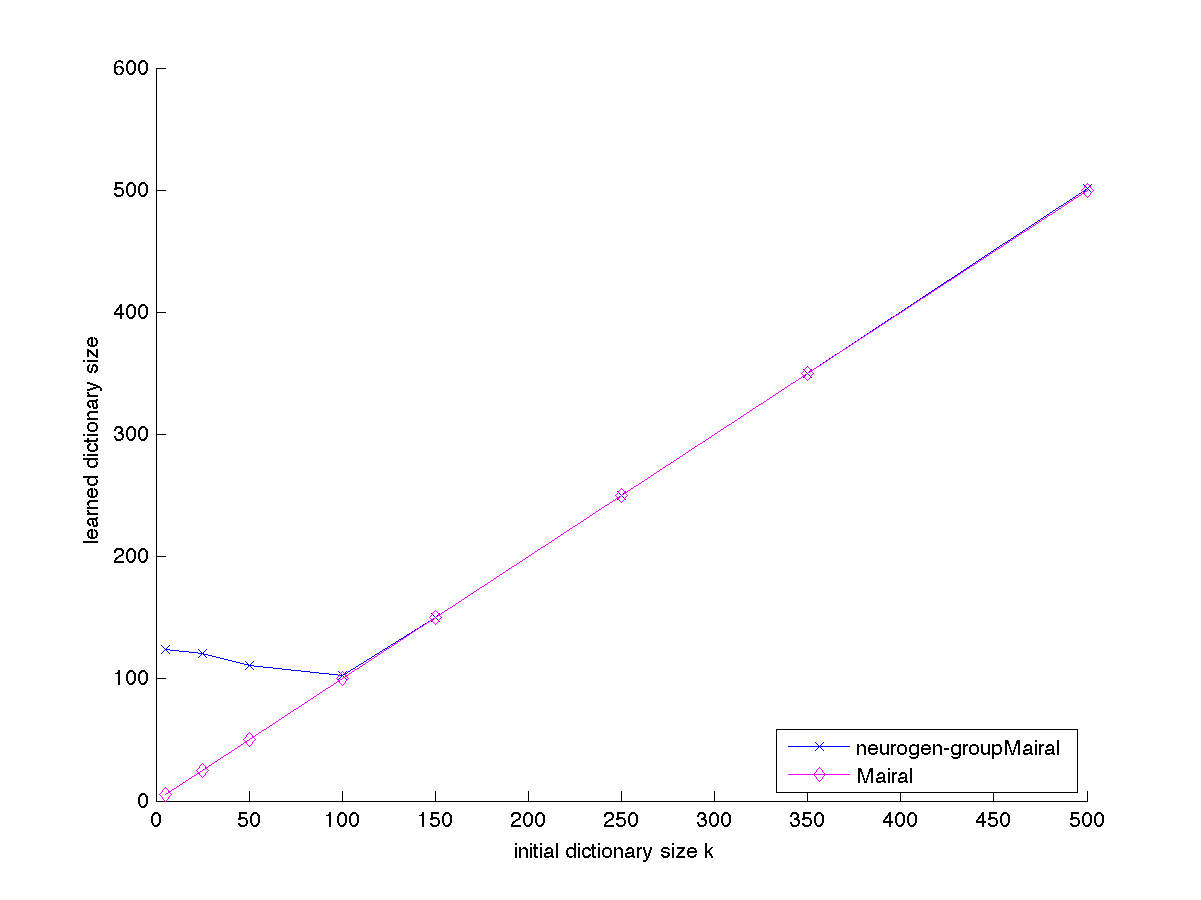 600
500
400
300
200
100
0
learned dictionary size
0 50 100 150 200 250 300 350 400 450 500
initial dictionary size k
neurogen-groupMairal
Mairal